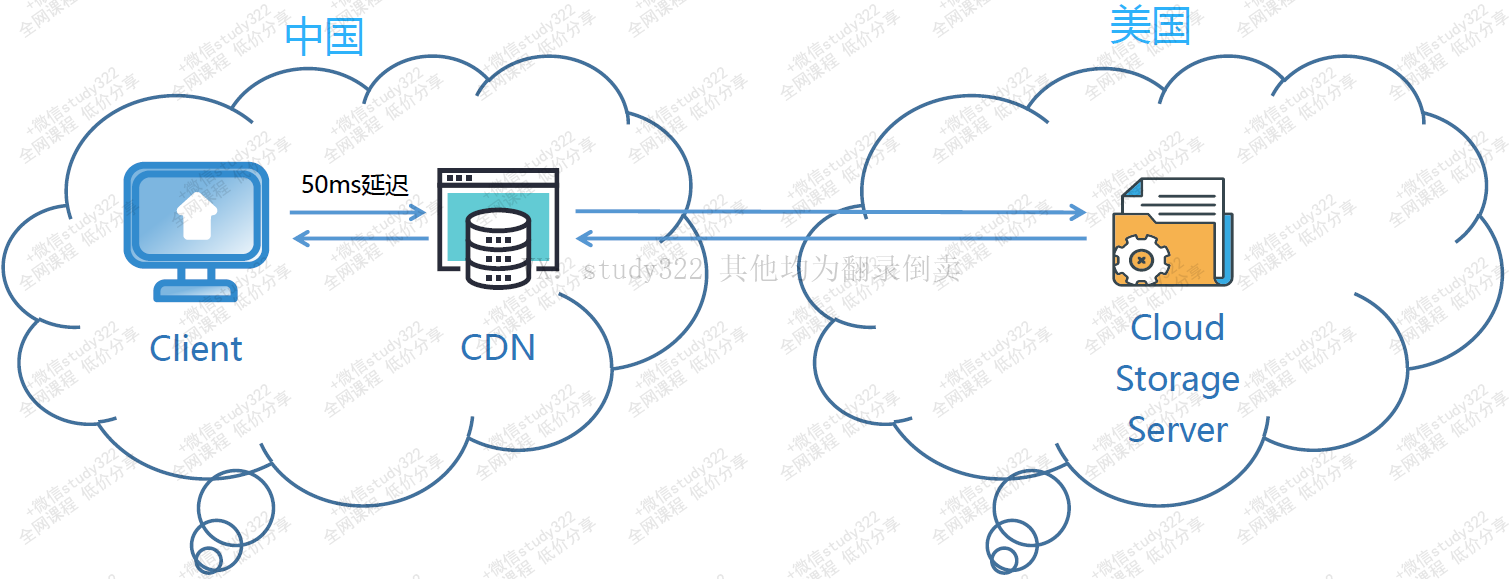 中国
美国
50ms延迟
Client
CDN
Cloud
Storage
Server
study322 其他均为翻录倒卖
+微信study322
全网课程 低价分享